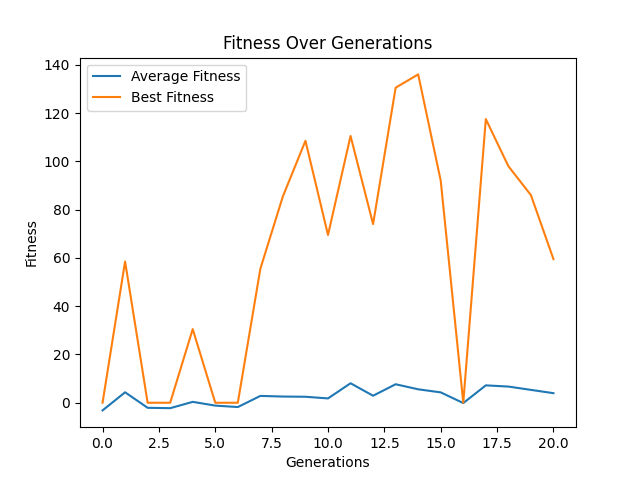 Fitness Over Generations
Average Fitness
Best Fitness
140
120
100
80
60
40
20
0
Fitness
0.0 2.5 5.0 7.5 10.0 12.5 15.0 17.5 20.0
Generations